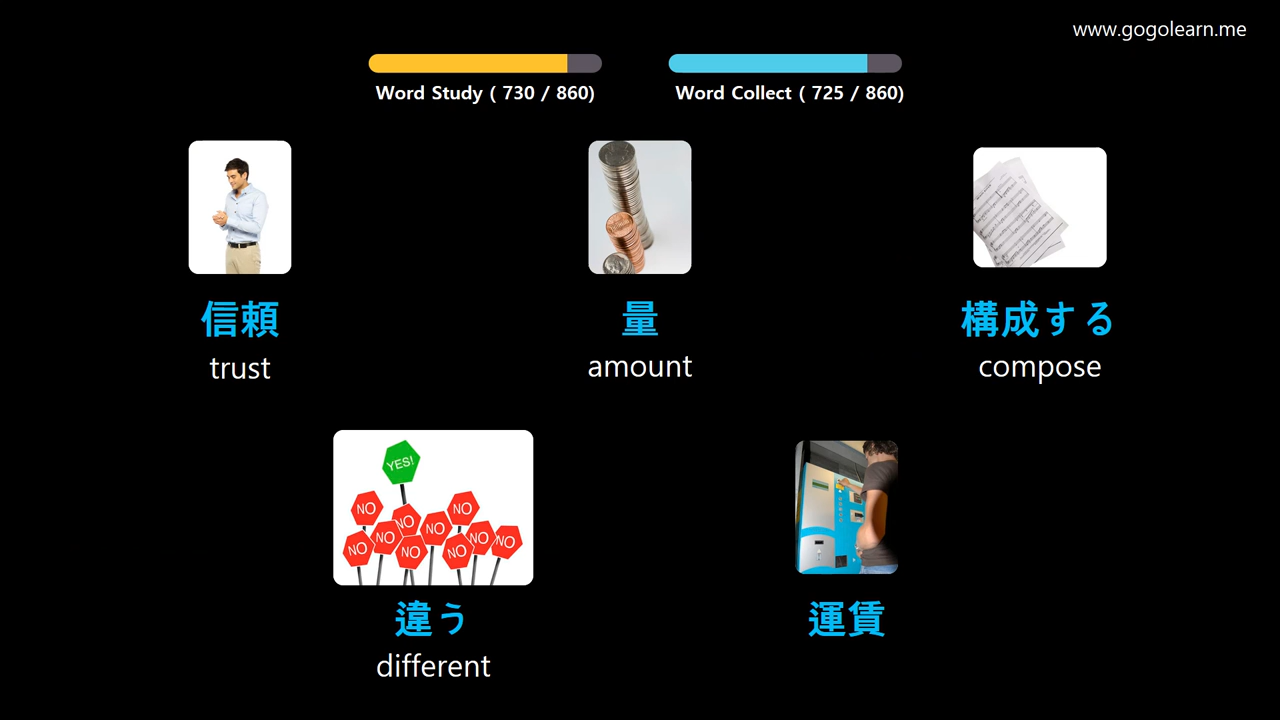 www.gogolearn.me
Word Study ( 730 / 860)
Word Collect ( 725 / 860)
信頼
trust
量
amount
構成する
compose
YES!
NO
NO
NO
NO
NO
NO
NO
NO
NO
NO
違う
different
運賃